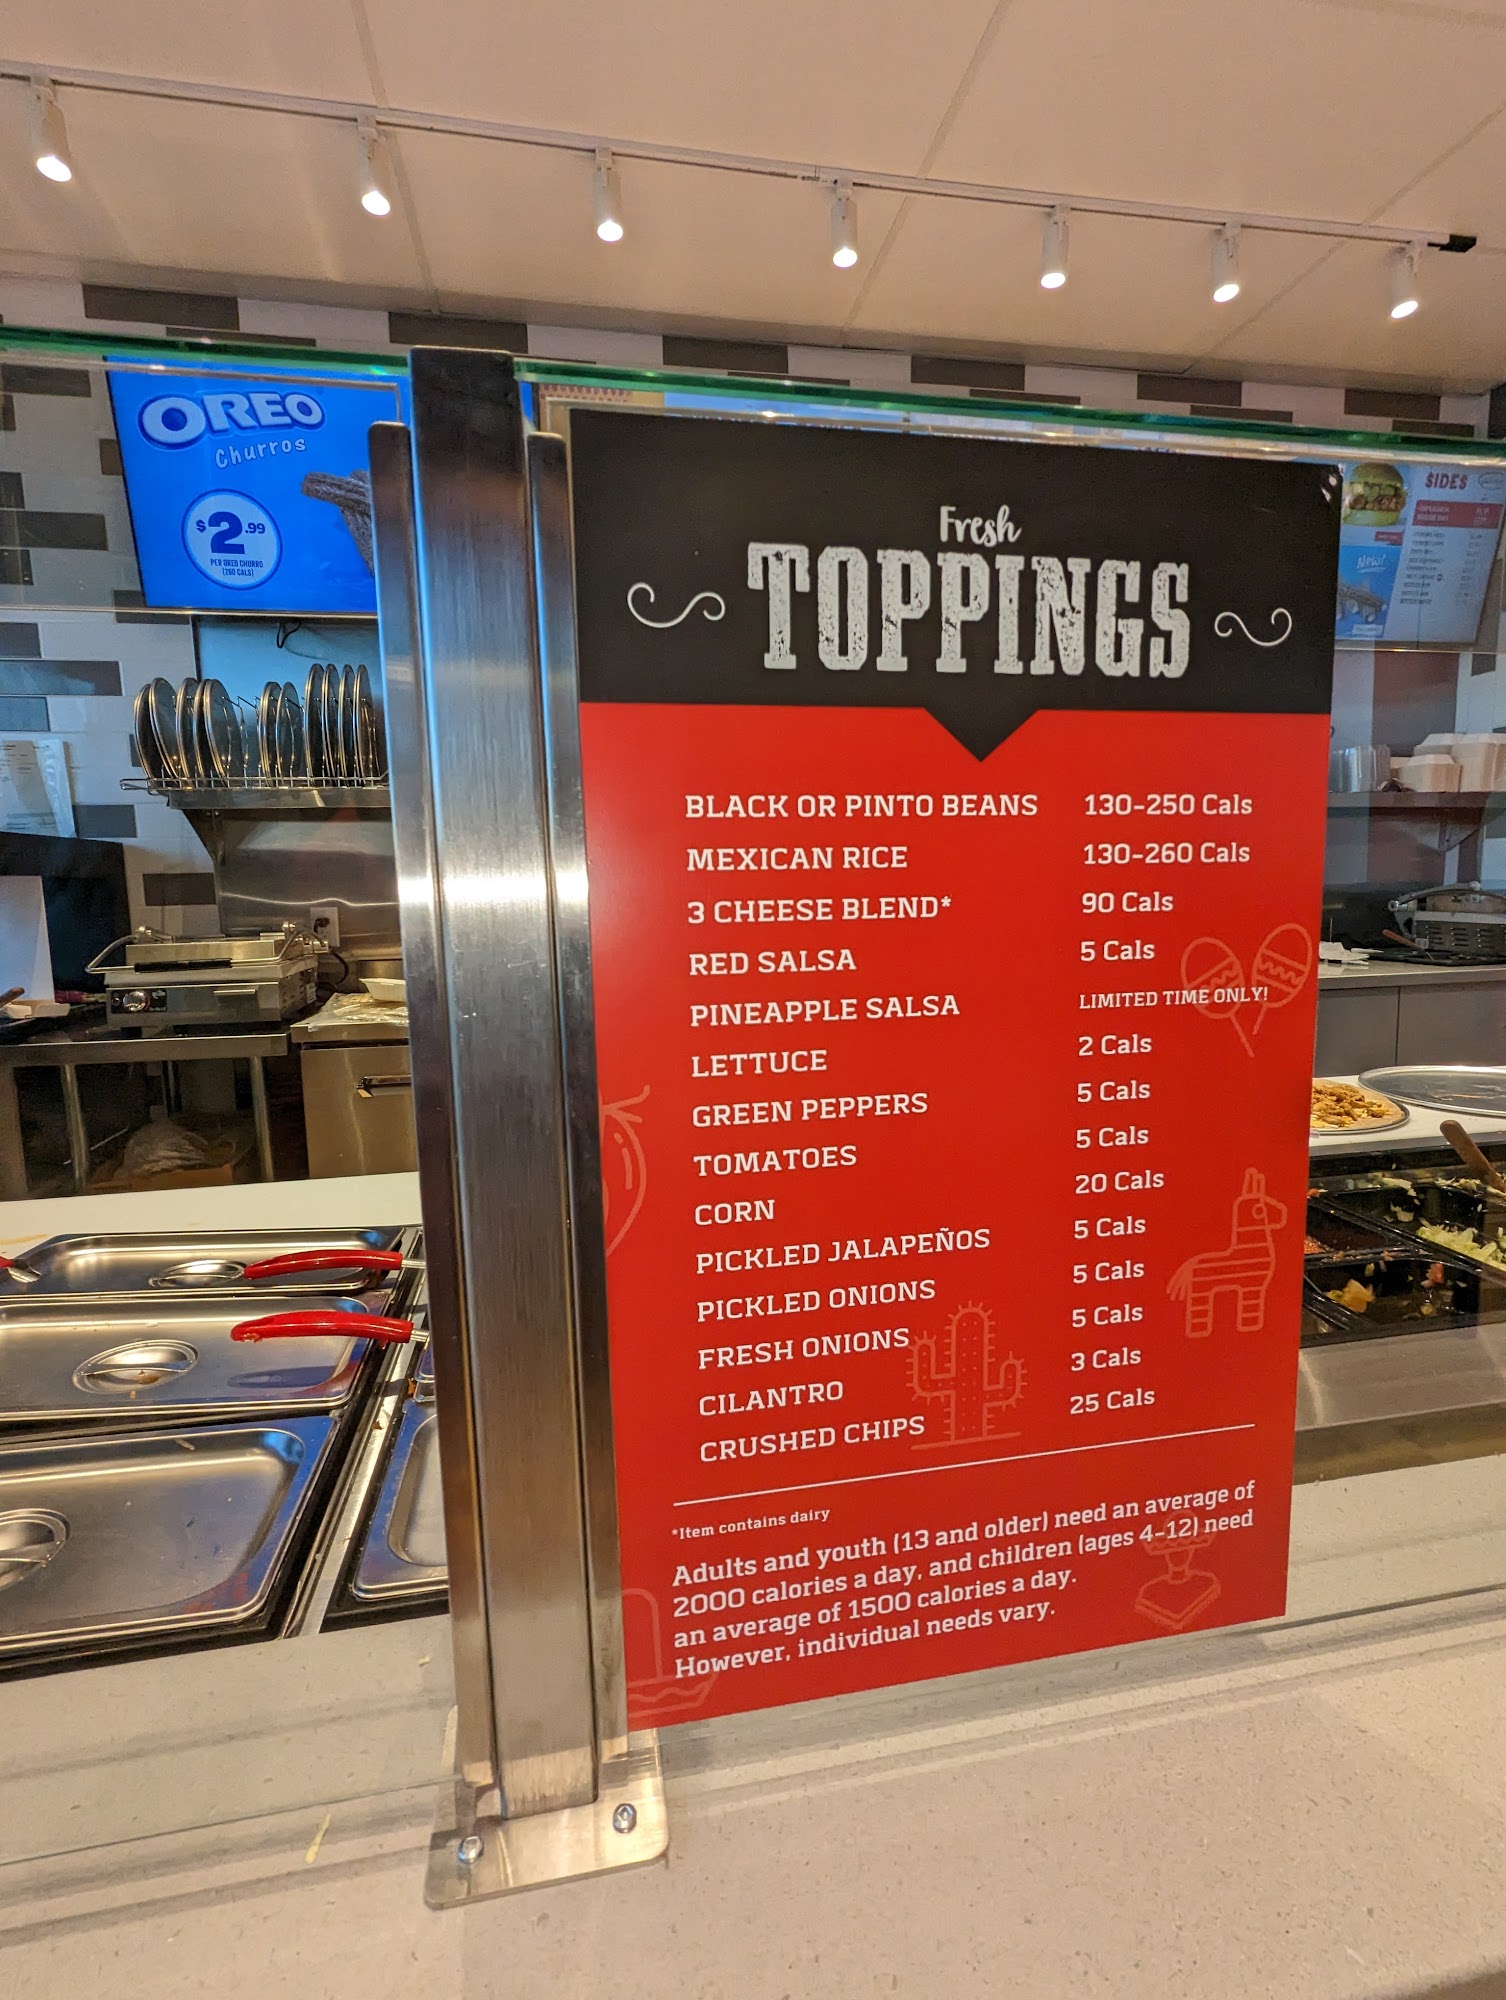 OREO
Churros
$2.99
PER OREO CHURRO
(260 CALS)
SIDES
New!
Fresh
TOPPINGS
BLACK OR PINTO BEANS 130-250 Cals
MEXICAN RICE 130-260 Cals
3 CHEESE BLEND* 90 Cals
RED SALSA 5 Cals
PINEAPPLE SALSA LIMITED TIME ONLY!
LETTUCE 2 Cals
GREEN PEPPERS 5 Cals
TOMATOES 5 Cals
CORN 20 Cals
PICKLED JALAPEÑOS 5 Cals
PICKLED ONIONS 5 Cals
FRESH ONIONS 5 Cals
CILANTRO 3 Cals
CRUSHED CHIPS 25 Cals
*Item contains dairy
Adults and youth (13 and older) need an average of
2000 calories a day, and children (ages 4-12) need
an average of 1500 calories a day.
However, individual needs vary.